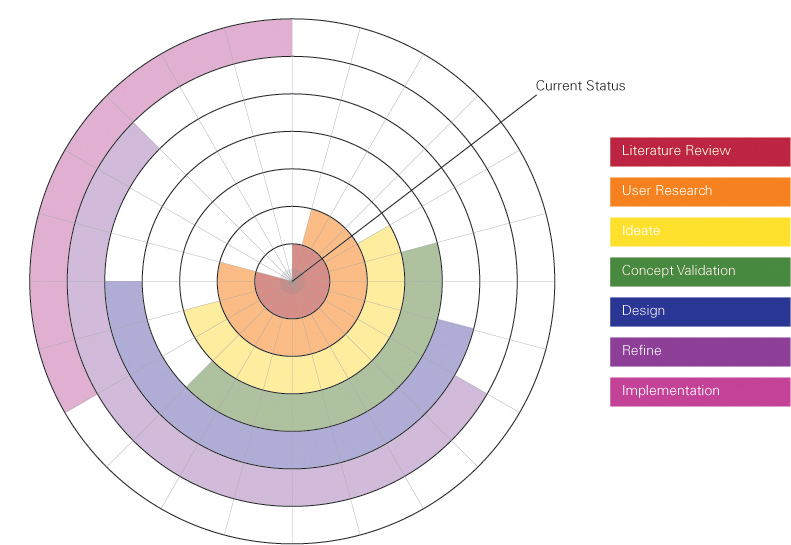 Current Status
Literature Review
User Research
Ideate
Concept Validation
Design
Refine
Implementation